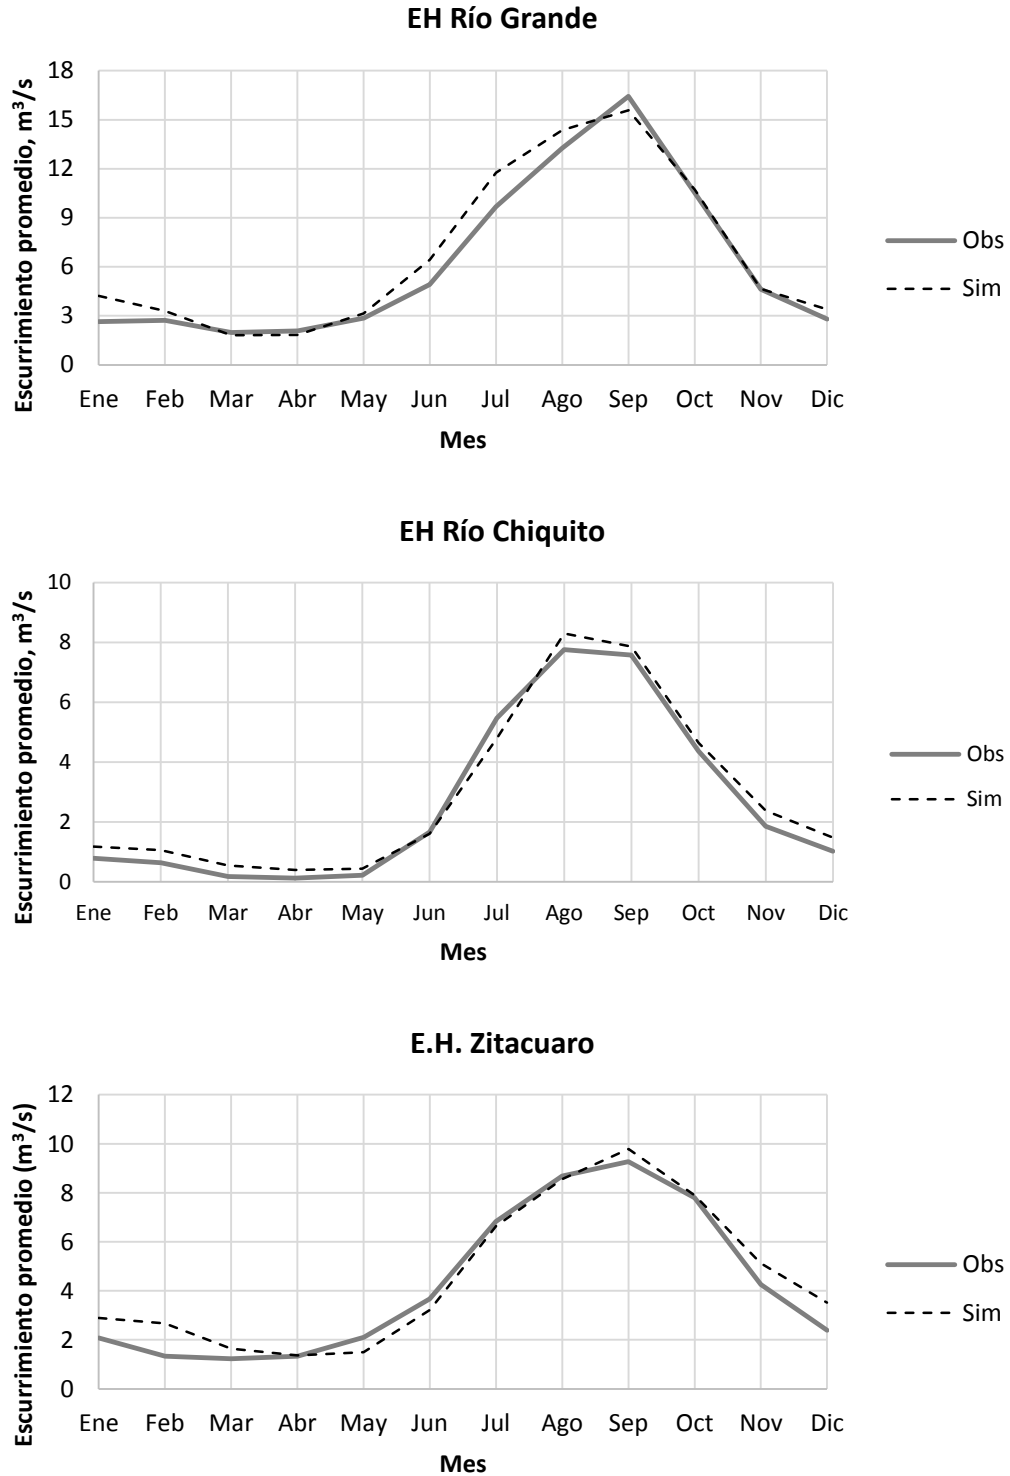 EH Río Grande
Escurrimiento promedio, m³/s
18
15
12
9
6
3
0
Ene Feb Mar Abr May Jun Jul Ago Sep Oct Nov Dic
Mes
Obs
Sim
EH Río Chiquito
Escurrimiento promedio, m³/s
10
8
6
4
2
0
Ene Feb Mar Abr May Jun Jul Ago Sep Oct Nov Dic
Mes
Obs
Sim
E.H. Zitacuaro
Escurrimiento promedio (m³/s)
12
10
8
6
4
2
0
Ene Feb Mar Abr May Jun Jul Ago Sep Oct Nov Dic
Mes
Obs
Sim